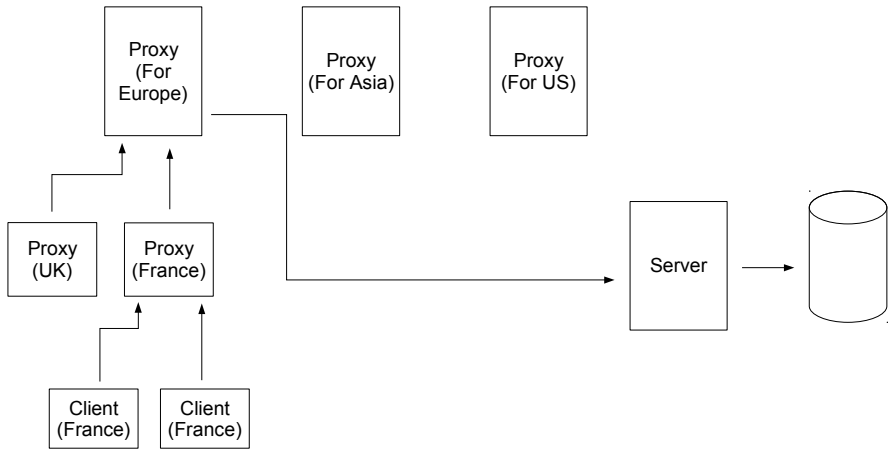 Proxy
(For
Europe)
Proxy
(For Asia)
Proxy
(For US)
Proxy
(UK)
Proxy
(France)
Server
Client
(France)
Client
(France)